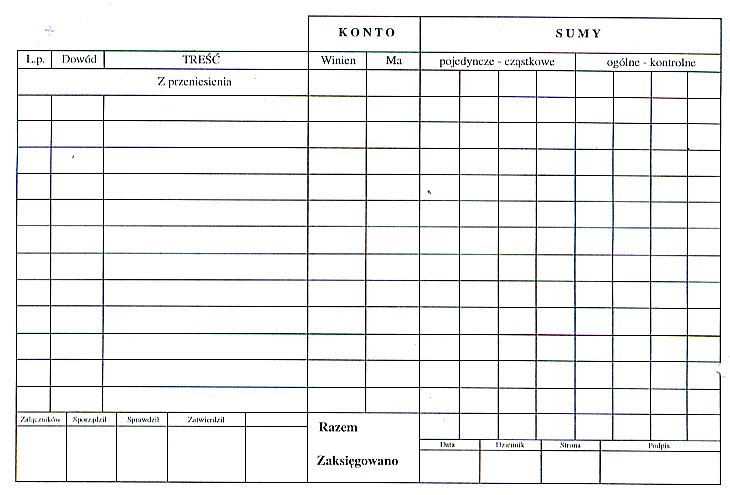 KONTO SUMY
L.p. Dowód TREŚĆ Winien Ma pojedyncze - cząstkowe ogólne - kontrolne
Z przeniesienia
Załączników Sporządził Sprawdził Zatwierdził
Razem
Data Dziennik Strona Podpis
Zaksięgowano